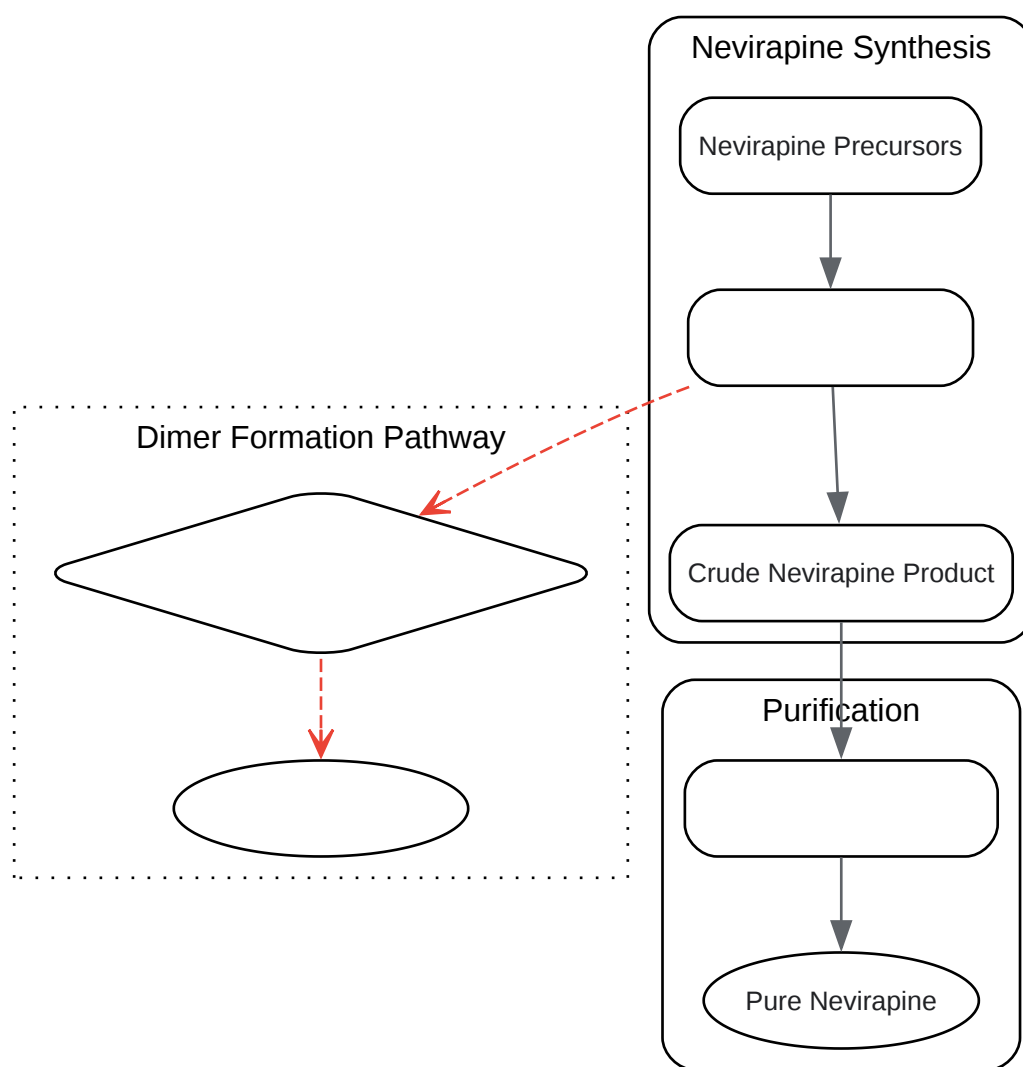 Nevirapine Synthesis
Nevirapine Precursors
Dimer Formation Pathway
Crude Nevirapine Product
Purification
Pure Nevirapine